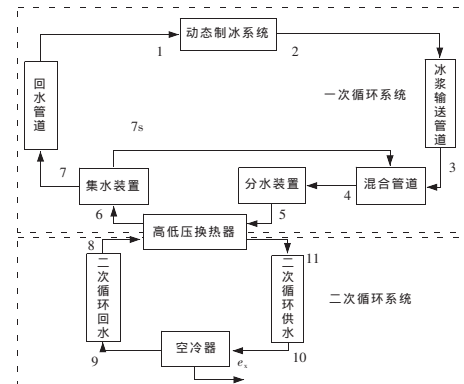 动态制冰系统
1
2
回水管道
冰浆输送管道
一次循环系统
7s
7
3
集水装置
分水装置
混合管道
4
6
5
高低压换热器
8
11
二次循环回水
二次循环供水
二次循环系统
空冷器
9
10
ex